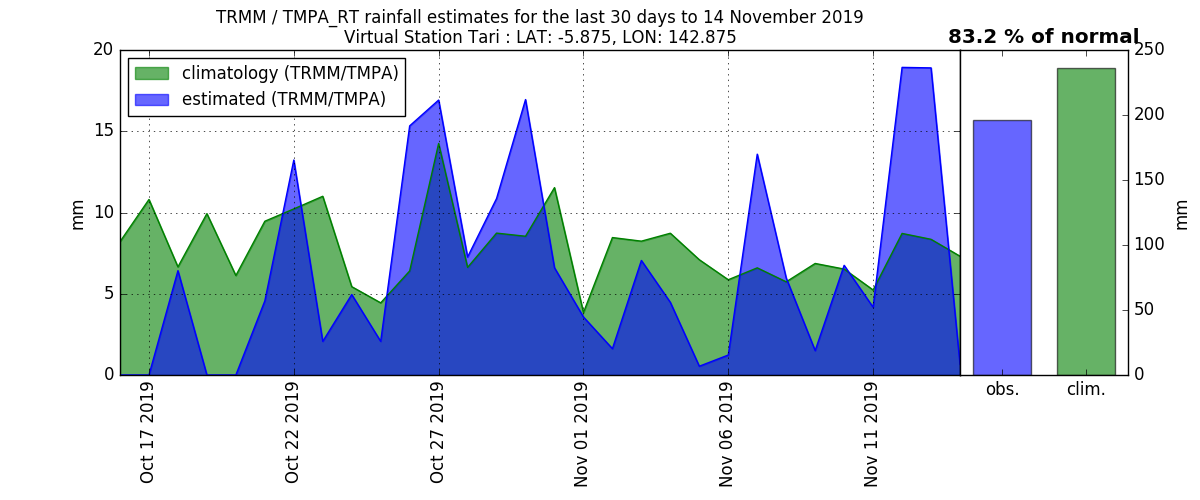 TRMM / TMPA_RT rainfall estimates for the last 30 days to 14 November 2019
Virtual Station Tari : LAT: -5.875, LON: 142.875
83.2 % of normal
climatology (TRMM/TMPA)
estimated (TRMM/TMPA)
20
15
10
5
0
mm
Oct 17 2019
Oct 22 2019
Oct 27 2019
Nov 01 2019
Nov 06 2019
Nov 11 2019
250
200
150
100
50
0
mm
obs.
clim.